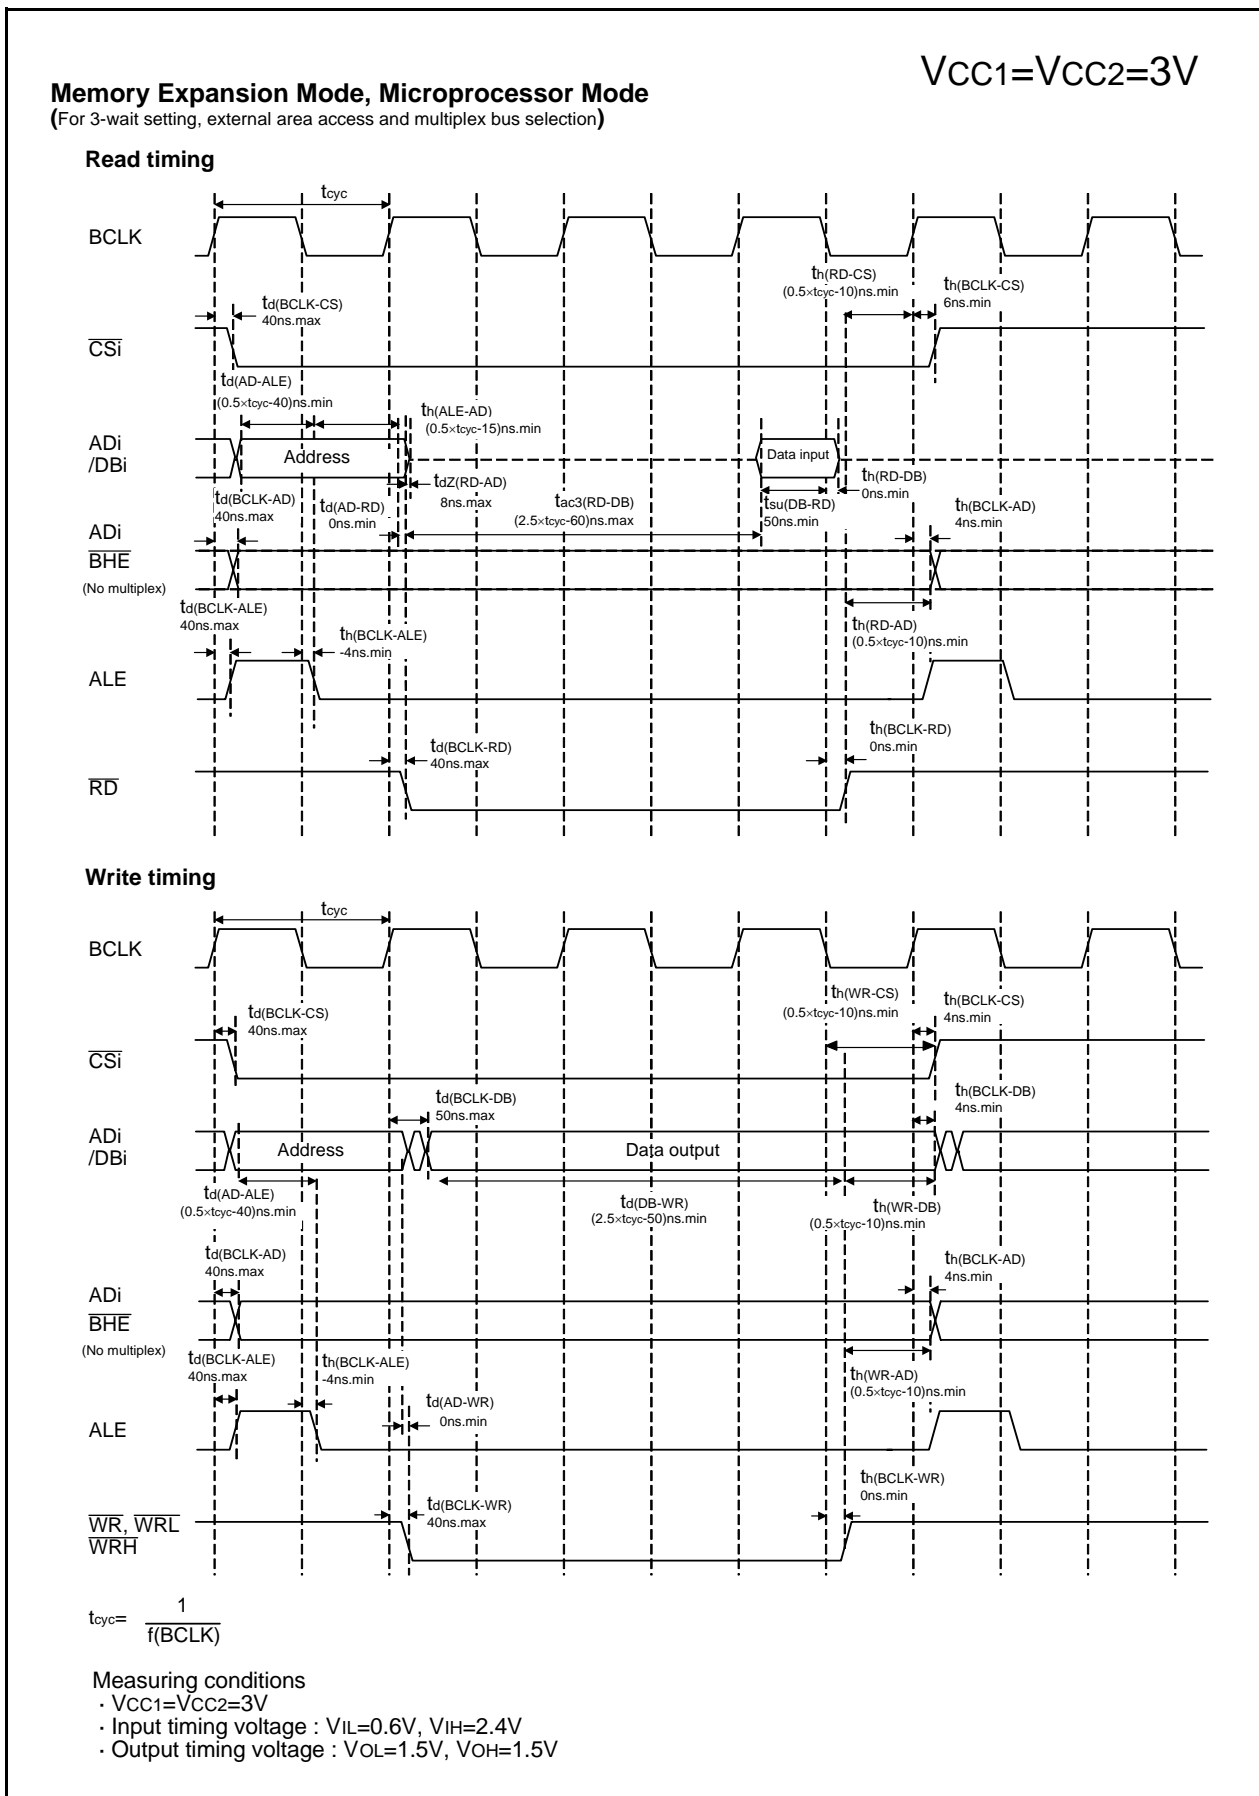 VCC1=VCC2=3V
Memory Expansion Mode, Microprocessor Mode
(For 3-wait setting, external area access and multiplex bus selection)
Read timing
tcyc
BCLK
th(RD-CS)
(0.5×tcyc-10)ns.min
th(BCLK-CS)
6ns.min
td(BCLK-CS)
40ns.max
CSi
td(AD-ALE)
(0.5×tcyc-40)ns.min
th(ALE-AD)
(0.5×tcyc-15)ns.min
ADi
/DBi
Address
Data input
tdZ(RD-AD)
8ns.max
th(RD-DB)
0ns.min
td(BCLK-AD)
40ns.max
td(AD-RD)
0ns.min
tac3(RD-DB)
(2.5×tcyc-60)ns.max
tsu(DB-RD)
50ns.min
th(BCLK-AD)
4ns.min
ADi
BHE
(No multiplex)
td(BCLK-ALE)
40ns.max
th(BCLK-ALE)
-4ns.min
th(RD-AD)
(0.5×tcyc-10)ns.min
ALE
td(BCLK-RD)
40ns.max
th(BCLK-RD)
0ns.min
RD
Write timing
tcyc
BCLK
th(WR-CS)
(0.5×tcyc-10)ns.min
th(BCLK-CS)
4ns.min
td(BCLK-CS)
40ns.max
CSi
td(BCLK-DB)
50ns.max
th(BCLK-DB)
4ns.min
ADi
/DBi
Address
Data output
td(AD-ALE)
(0.5×tcyc-40)ns.min
td(DB-WR)
(2.5×tcyc-50)ns.min
th(WR-DB)
(0.5×tcyc-10)ns.min
td(BCLK-AD)
40ns.max
th(BCLK-AD)
4ns.min
ADi
BHE
(No multiplex)
td(BCLK-ALE)
40ns.max
th(BCLK-ALE)
-4ns.min
td(AD-WR)
0ns.min
th(WR-AD)
(0.5×tcyc-10)ns.min
ALE
td(BCLK-WR)
40ns.max
th(BCLK-WR)
0ns.min
WR, WRL
WRH
tcyc= 1
f(BCLK)
Measuring conditions
· VCC1=VCC2=3V
· Input timing voltage : VIL=0.6V, VIH=2.4V
· Output timing voltage : VOL=1.5V, VOH=1.5V